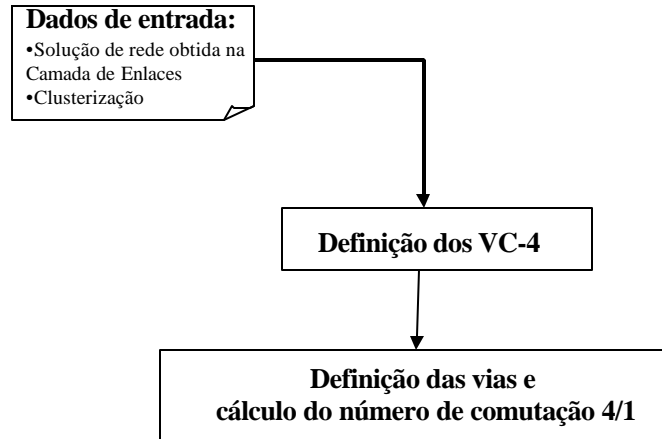 Dados de entrada:
•Solução de rede obtida na
Camada de Enlaces
•Clusterização
Definição dos VC-4
Definição das vias e
cálculo do número de comutação 4/1